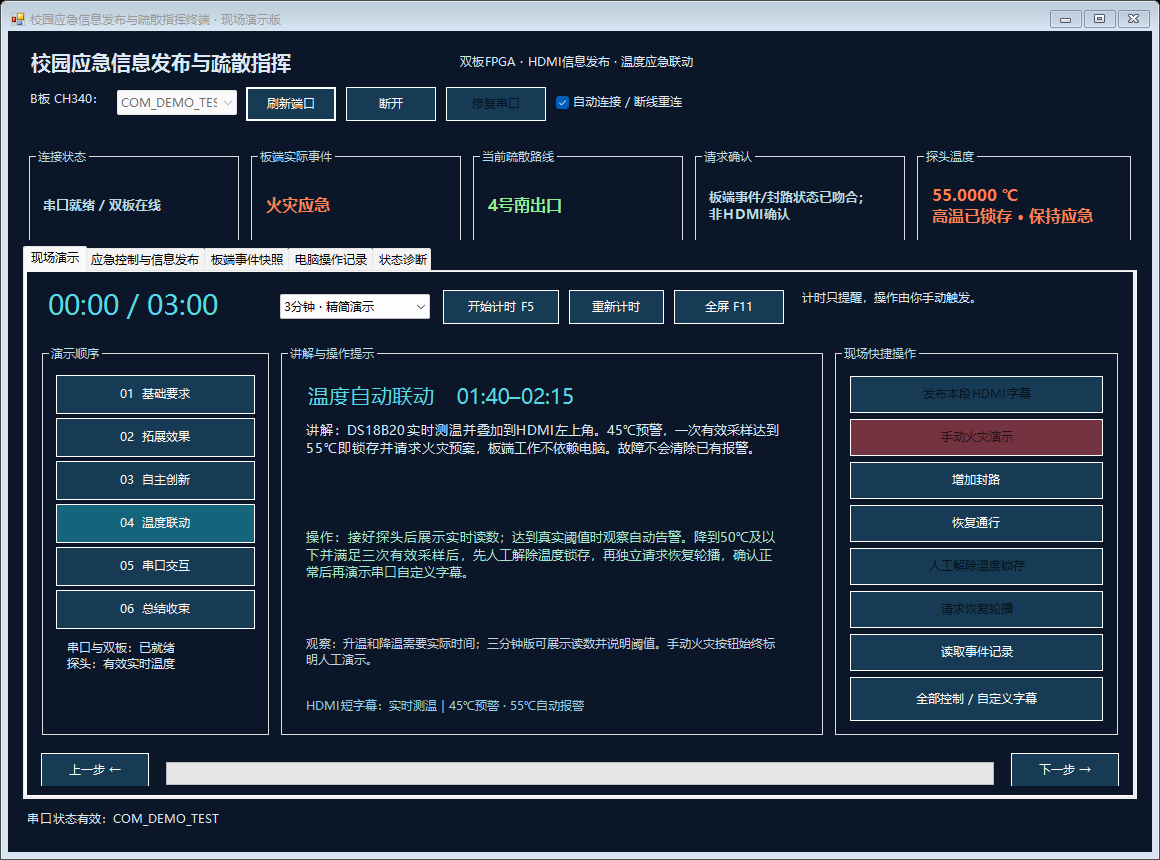 校园应急信息发布与疏散指挥终端 · 现场演示版
校园应急信息发布与疏散指挥
双板FPGA · HDMI信息发布 · 温度应急联动
B板 CH340：
COM_DEMO_TES
刷新端口
断开
修复串口
自动连接 / 断线重连
连接状态
串口就绪 / 双板在线
板端实际事件
火灾应急
当前疏散路线
4号南出口
请求确认
板端事件/封路状态已吻合；
非HDMI确认
探头温度
55.0000 ℃
高温已锁存 • 保持应急
现场演示
应急控制与信息发布
板端事件快照
电脑操作记录
状态诊断
00:00 / 03:00
3分钟 · 精简演示
开始计时 F5
重新计时
全屏 F11
计时只提醒，操作由你手动触发。
演示顺序
01 基础要求
02 拓展效果
03 自主创新
04 温度联动
05 串口交互
06 总结收束
串口与双板：已就绪
探头：有效实时温度
讲解与操作提示
温度自动联动 01:40–02:15
讲解：DS18B20实时测温并叠加到HDMI左上角。45℃预警，一次有效采样达到
55℃即锁存并请求火灾预案，板端工作不依赖电脑。故障不会清除已有报警。
操作：接好探头后展示实时读数；达到真实阈值时观察自动告警。降到50℃及以
下并满足三次有效采样后，先人工解除温度锁存，再独立请求恢复轮播，确认正
常后再演示串口自定义字幕。
观察：升温和降温需要实际时间；三分钟版可展示读数并说明阈值。手动火灾按钮始终标
明人工演示。
HDMI短字幕：实时测温 | 45℃预警 · 55℃自动报警
现场快捷操作
发布本段HDMI字幕
手动火灾演示
增加封路
恢复通行
人工解除温度锁存
请求恢复轮播
读取事件记录
全部控制 / 自定义字幕
上一步 ←
下一步 →
串口状态有效：COM_DEMO_TEST